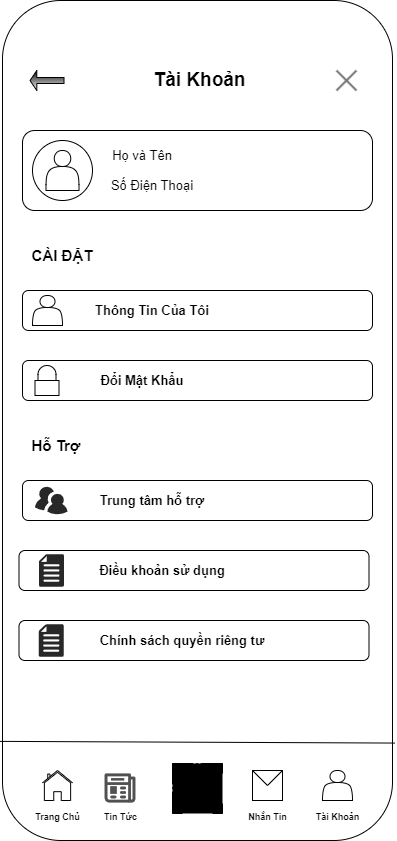 Tài Khoản
Họ và Tên
Số Điện Thoại
CÀI ĐẶT
Thông Tin Của Tôi
Đổi Mật Khẩu
Hỗ Trợ
Trung tâm hỗ trợ
Điều khoản sử dụng
Chính sách quyền riêng tư
Trang Chủ
Tin Tức
Nhắn Tin
Tài Khoản